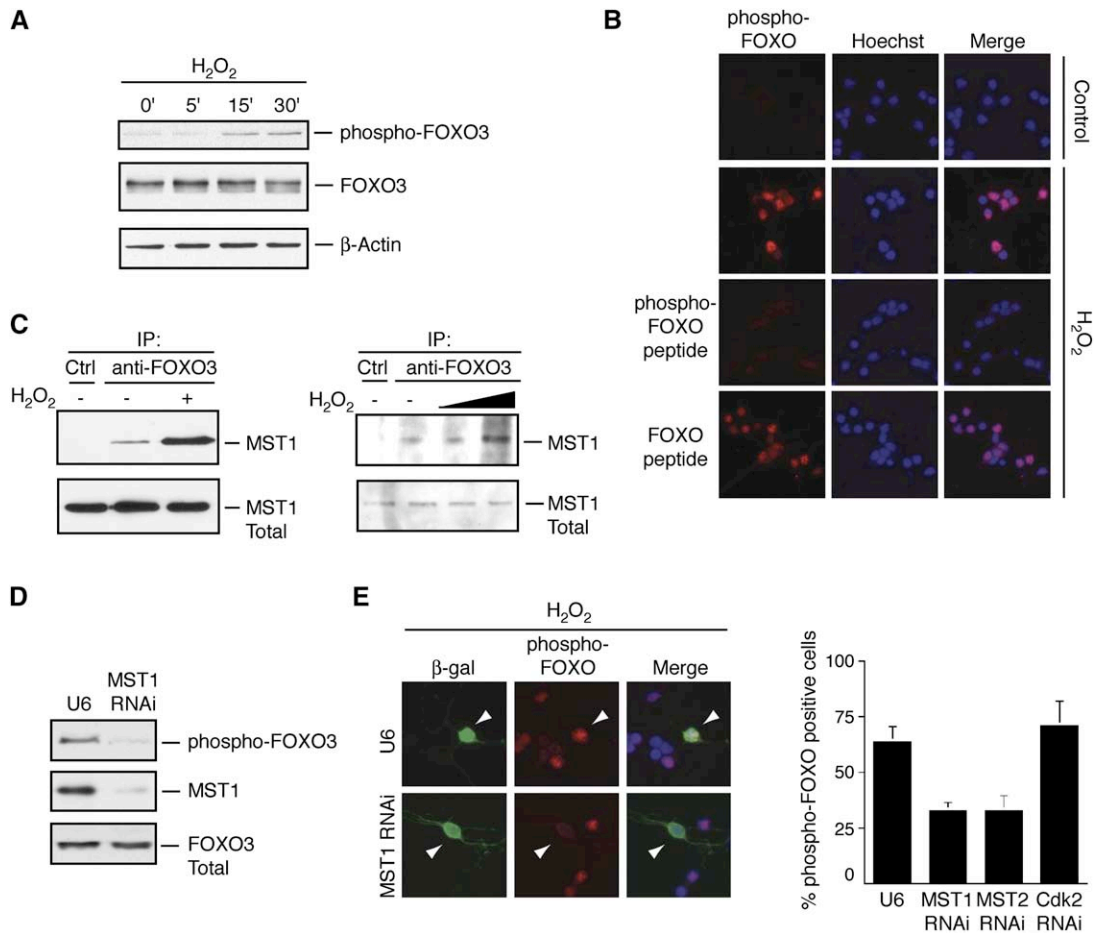 A
H2O2
0' 5' 15' 30'
phospho-FOXO3
FOXO3
β-Actin
B
phospho-
FOXO Hoechst Merge
Control
H2O2
phospho-
FOXO
peptide
FOXO
peptide
C
IP:
Ctrl anti-FOXO3
H2O2 - - +
MST1
MST1
Total
IP:
Ctrl anti-FOXO3
H2O2 - -
MST1
MST1
Total
D
U6 MST1
RNAi
phospho-FOXO3
MST1
FOXO3
Total
E
H2O2
β-gal phospho-
FOXO Merge
U6
MST1 RNAi
% phospho-FOXO positive cells
100
75
50
25
0
U6 MST1 MST2 Cdk2
RNAi RNAi RNAi